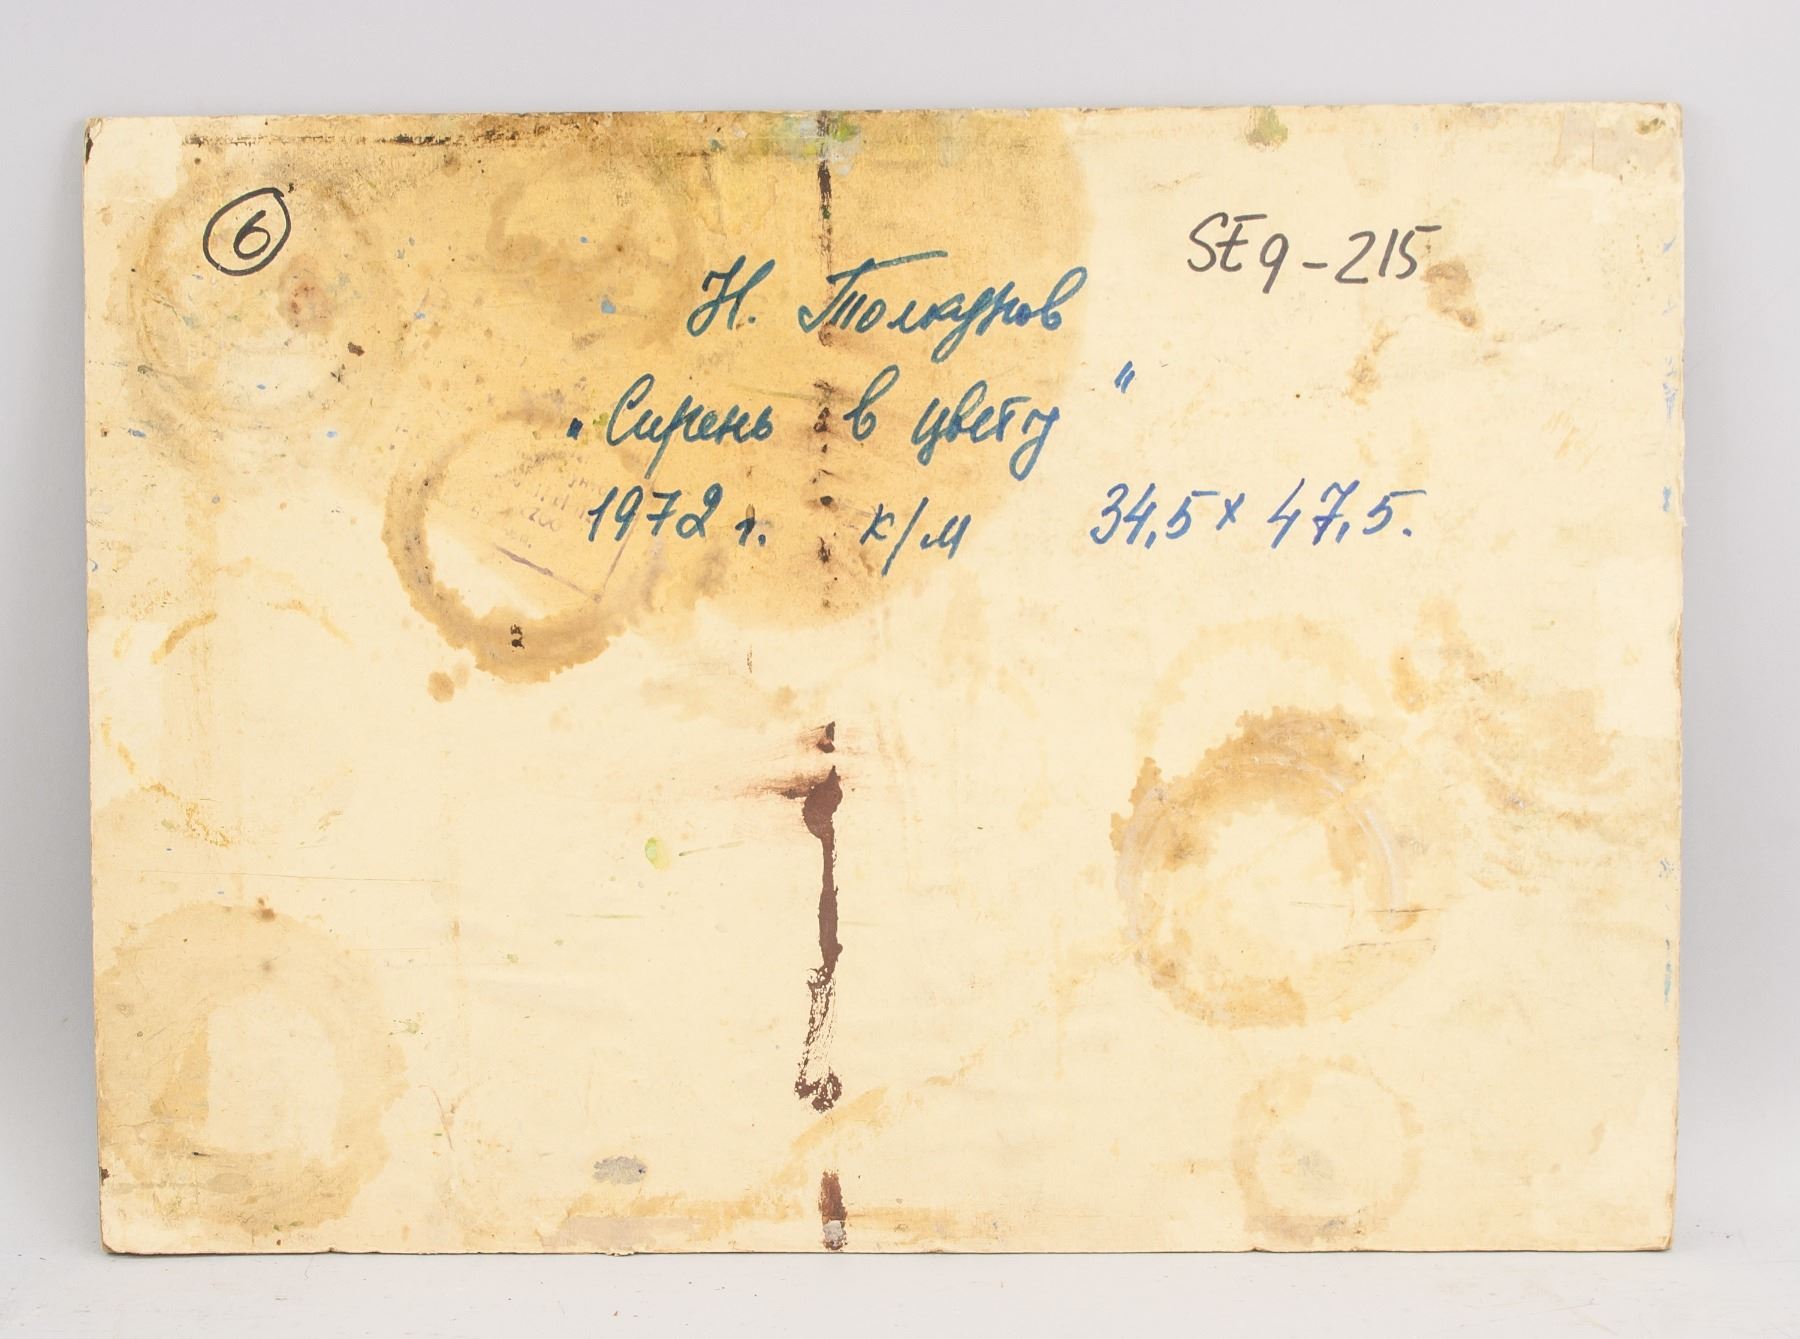 6
SE9-215
Н. Толкунов
„Сирень в цвету"
1972 г. к/м 34,5 x 47,5.